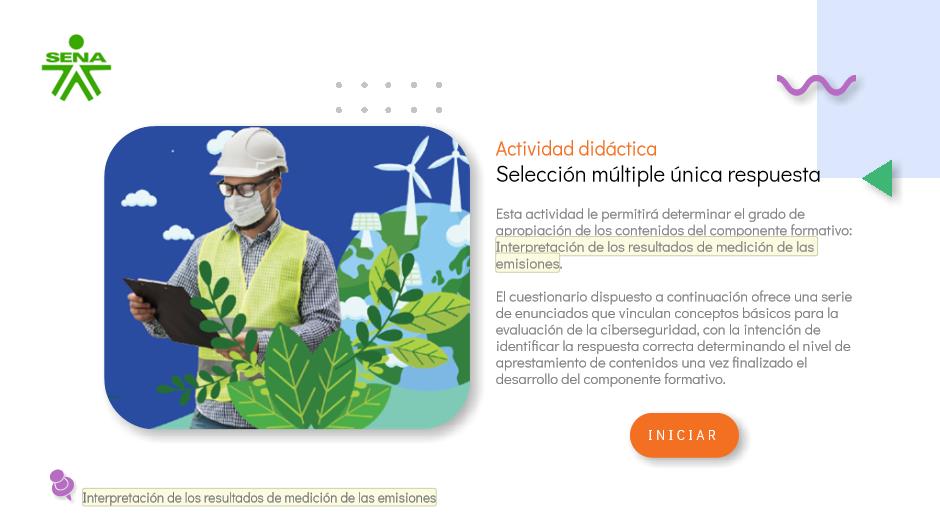 SENA
Actividad didáctica
Selección múltiple única respuesta
Esta actividad le permitirá determinar el grado de
apropiación de los contenidos del componente formativo:
Interpretación de los resultados de medición de las
emisiones.
El cuestionario dispuesto a continuación ofrece una serie
de enunciados que vinculan conceptos básicos para la
evaluación de la ciberseguridad, con la intención de
identificar la respuesta correcta determinando el nivel de
aprestamiento de contenidos una vez finalizado el
desarrollo del componente formativo.
INICIAR
Interpretación de los resultados de medición de las emisiones